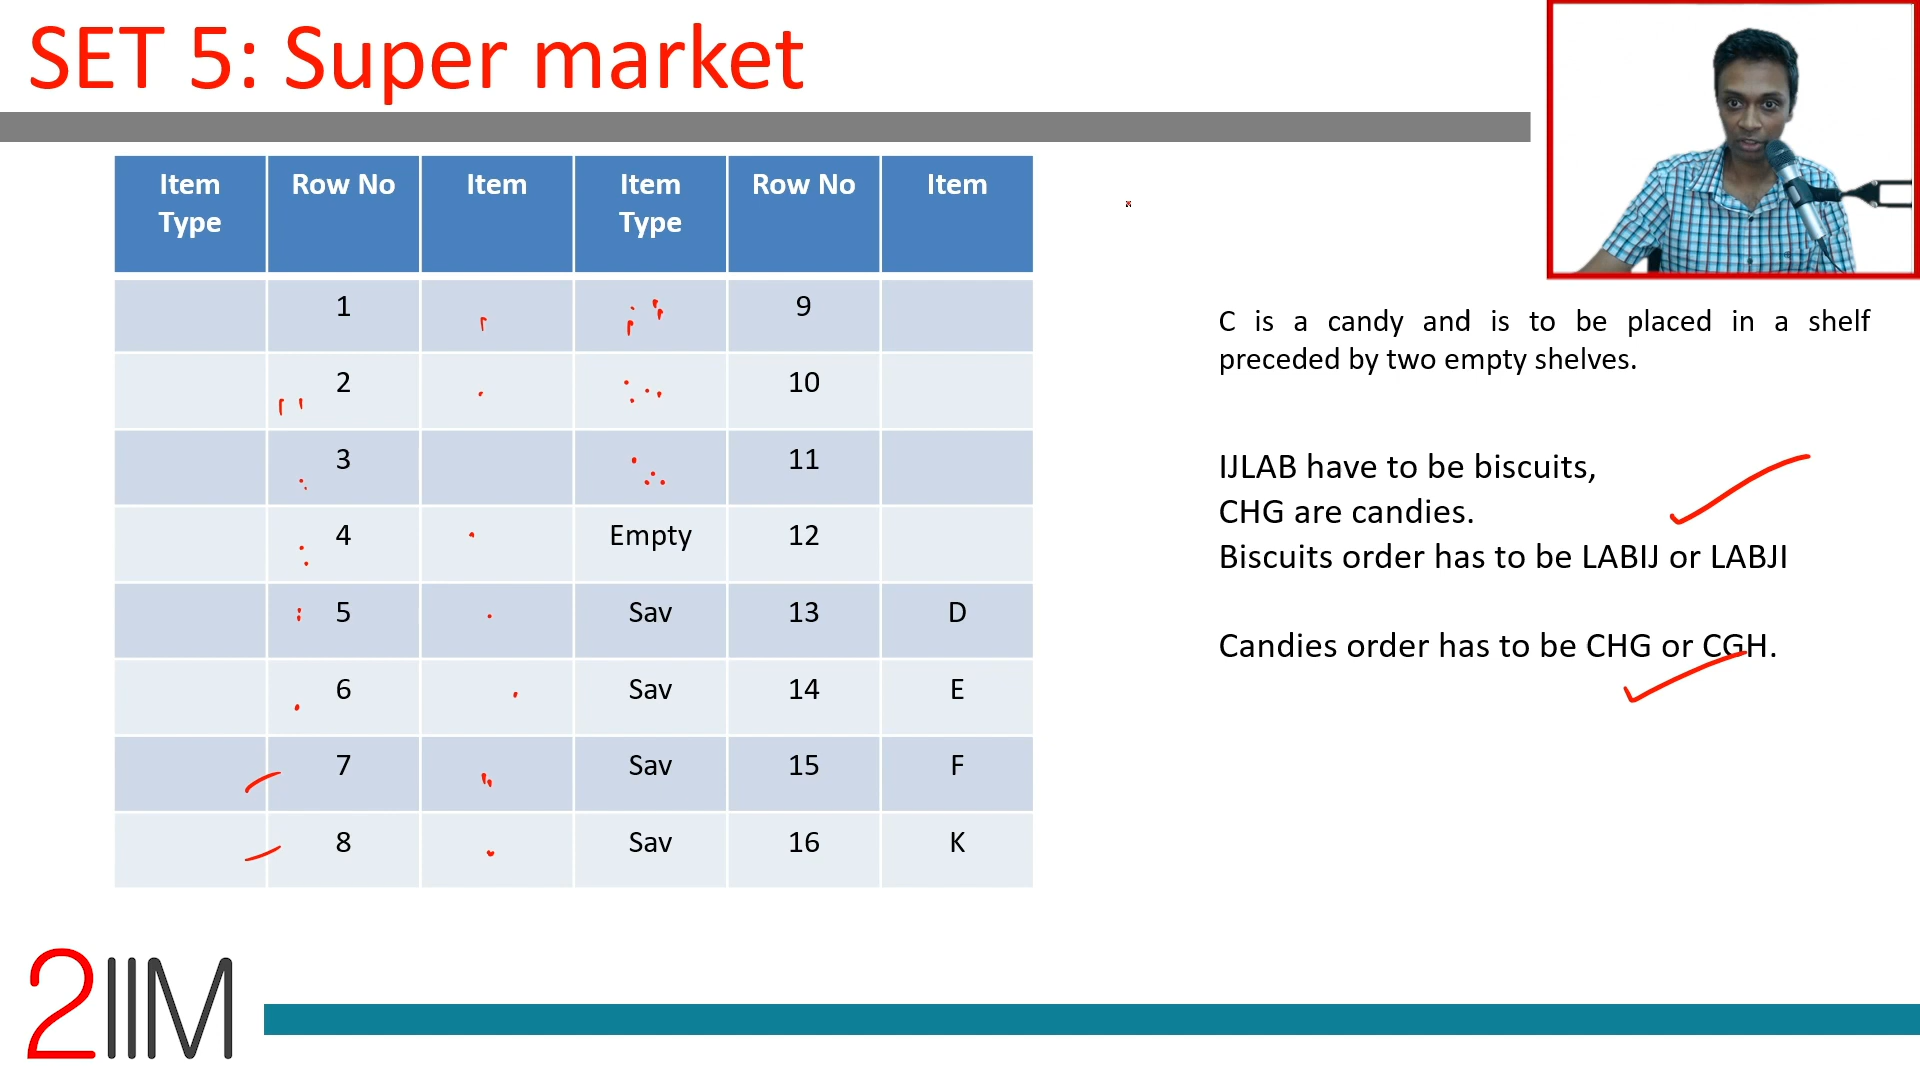 SET 5: Super market
Item Type Row No Item Item Type Row No Item
1 9
2 10
3 11
4 Empty 12
5 Sav 13 D
6 Sav 14 E
7 Sav 15 F
8 Sav 16 K
C is a candy and is to be placed in a shelf
preceded by two empty shelves.
IJLAB have to be biscuits,
CHG are candies.
Biscuits order has to be LABIJ or LABJI
Candies order has to be CHG or CGH.
2IIM